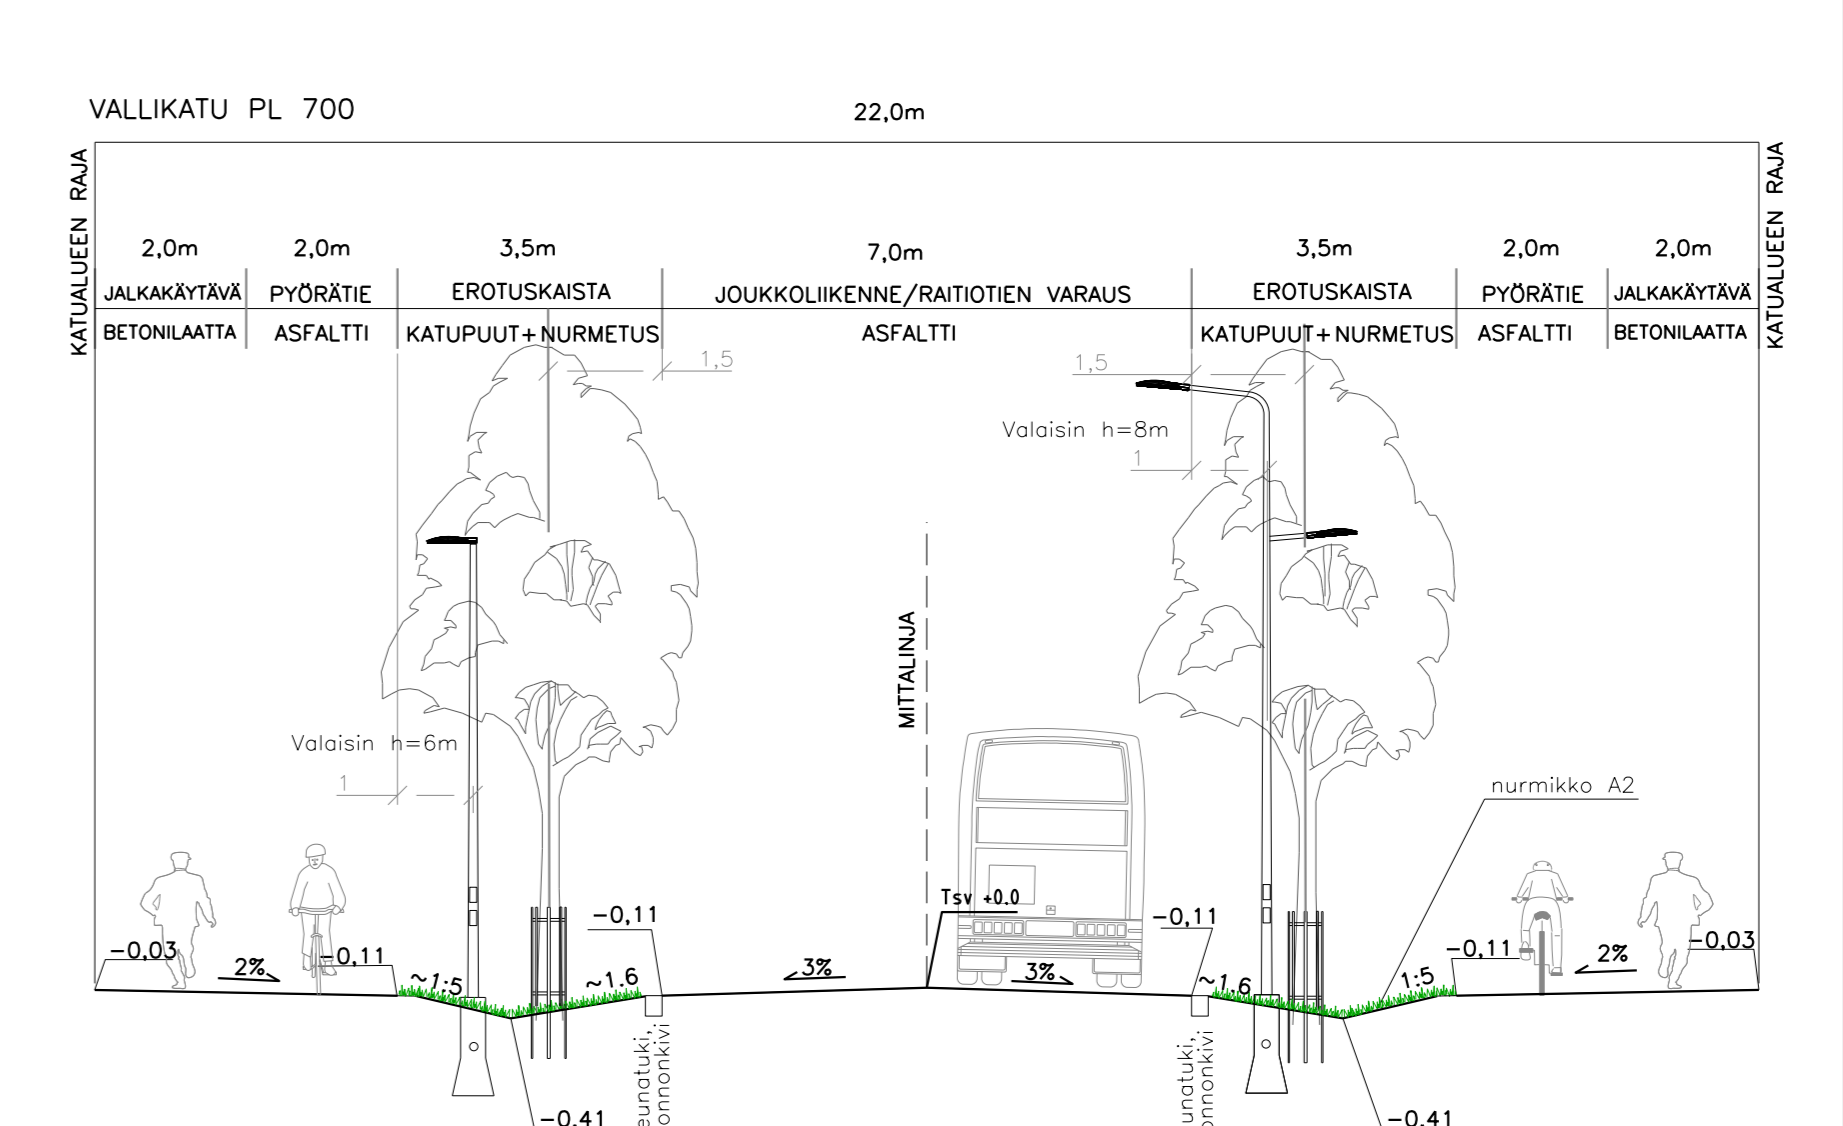 VALLIKATU PL 700
22,0m
KATUALUEEN RAJA
KATUALUEEN RAJA
2,0m 2,0m 3,5m 7,0m 3,5m 2,0m 2,0m
JALKAKÄYTÄVÄ PYÖRÄTIE EROTUSKAISTA JOUKKOLIIKENNE/RAITIOTIEN VARAUS EROTUSKAISTA PYÖRÄTIE JALKAKÄYTÄVÄ
BETONILAATTA ASFALTTI KATUPUUT+NURMETUS ASFALTTI KATUPUUT+NURMETUS ASFALTTI BETONILAATTA
1,5 1,5
Valaisin h=8m
1
MITTALINJA
Valaisin h=6m
1
nurmikko A2
Tsv +0.0
-0,11 -0,11
-0,03 -0,11 -0,11 -0,03
2% ~1:5 ~1.6 3% 3% ~1.6 1:5 2%
eunatuki,
onnonkivi
unatuki,
onnonkivi
-0.41 -0.41